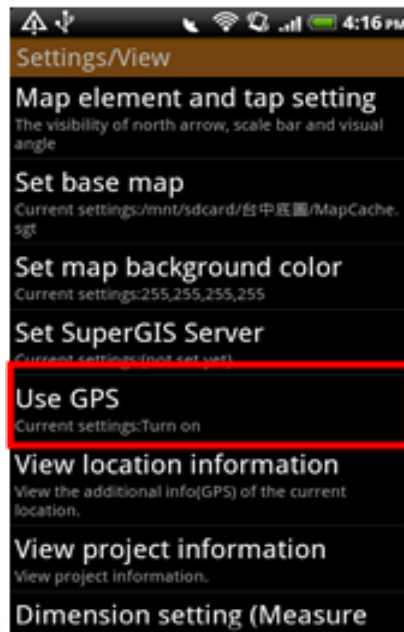 4:16 PM
Settings/View
Map element and tap setting
The visibility of north arrow, scale bar and visual
angle
Set base map
Current settings:/mnt/sdcard/台中底圖/MapCache.
sgt
Set map background color
Current settings:255,255,255,255
Set SuperGIS Server
Current settings:(not set yet)
Use GPS
Current settings:Turn on
View location information
View the additional info(GPS) of the current
location.
View project information
View project information.
Dimension setting (Measure